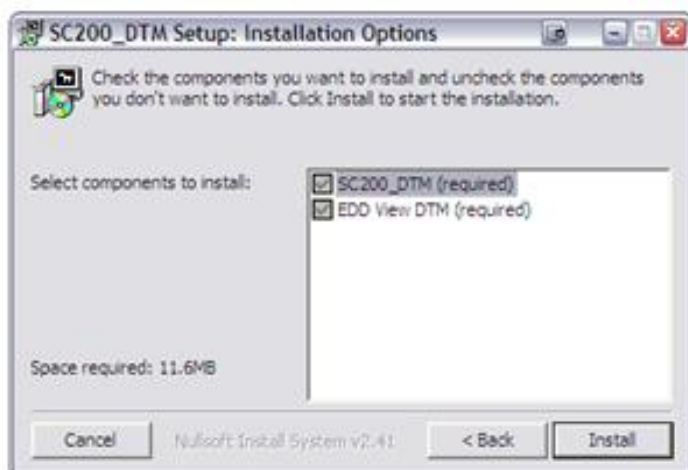 SC200_DTM Setup: Installation Options
Check the components you want to install and uncheck the components
you don't want to install. Click Install to start the installation.
Select components to install:
SC200_DTM (required)
EDD View DTM (required)
Space required: 11.6MB
Cancel
Nullsoft Install System v2.41
< Back
Install